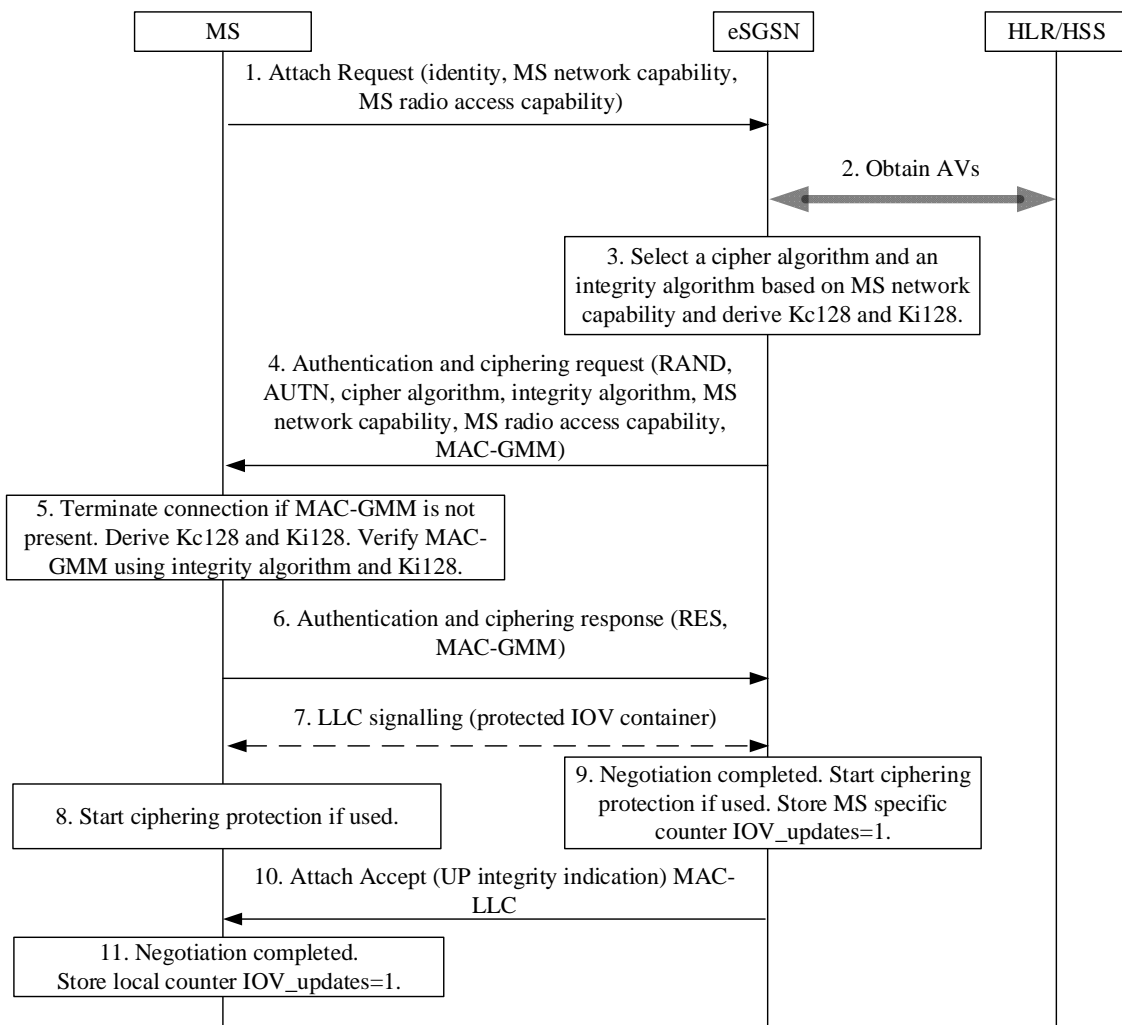 MS
eSGSN
HLR/HSS
1. Attach Request (identity, MS network capability,
MS radio access capability)
2. Obtain AVs
3. Select a cipher algorithm and an
integrity algorithm based on MS network
capability and derive Kc128 and Ki128.
4. Authentication and ciphering request (RAND,
AUTN, cipher algorithm, integrity algorithm, MS
network capability, MS radio access capability,
MAC-GMM)
5. Terminate connection if MAC-GMM is not
present. Derive Kc128 and Ki128. Verify MAC-
GMM using integrity algorithm and Ki128.
6. Authentication and ciphering response (RES,
MAC-GMM)
7. LLC signalling (protected IOV container)
8. Start ciphering protection if used.
9. Negotiation completed. Start ciphering
protection if used. Store MS specific
counter IOV_updates=1.
10. Attach Accept (UP integrity indication) MAC-
LLC
11. Negotiation completed.
Store local counter IOV_updates=1.